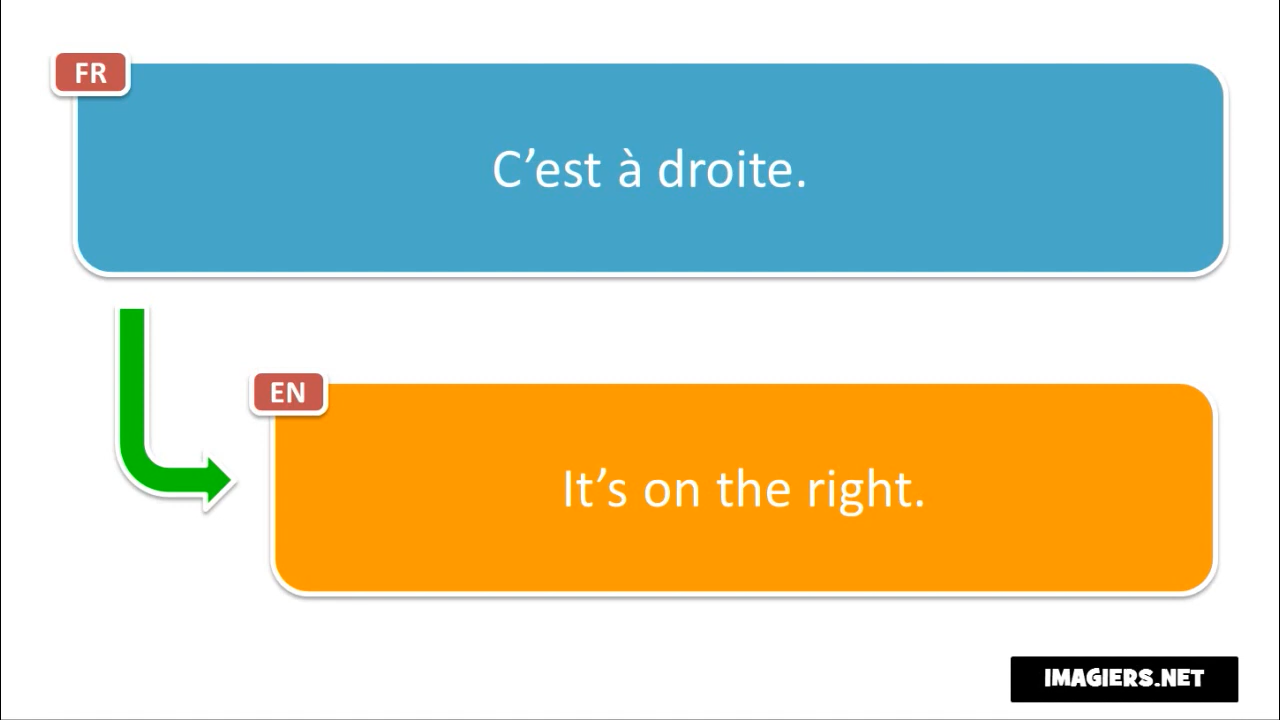 FR
C’est à droite.
EN
It’s on the right.
IMAGIERS.NET